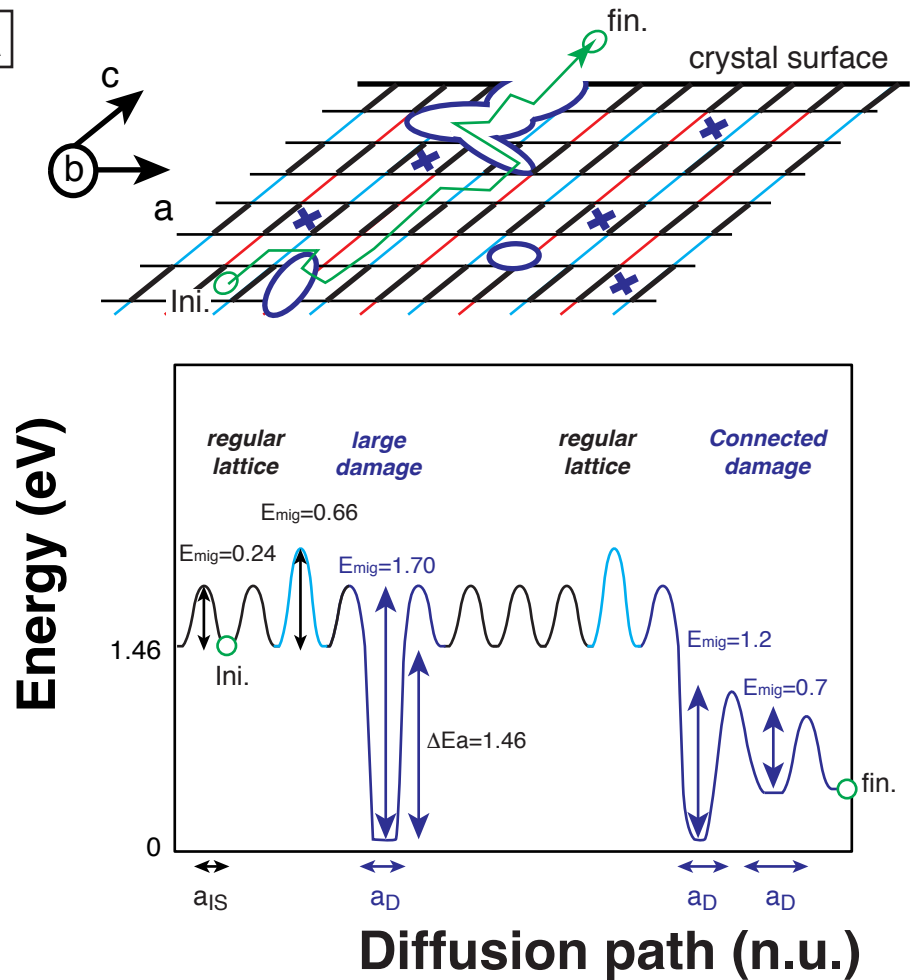 fin.
crystal surface
c
b
a
Ini.
Energy (eV)
regular
lattice
large
damage
regular
lattice
Connected
damage
Emig=0.66
Emig=0.24
Emig=1.70
1.46
Ini.
Emig=1.2
Emig=0.7
ΔEa=1.46
fin.
0
aIS
aD
aD
aD
Diffusion path (n.u.)